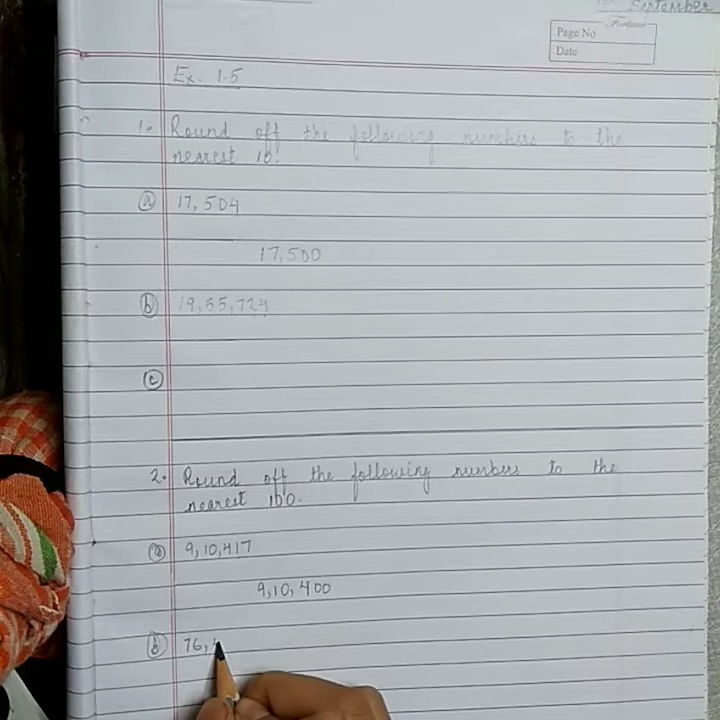 September
Fortune
Page No
Date
Ex. 1.5
1. Round off the following numbers to the
nearest 10.
(a) 17,504
17,500
(b) 19,55,724
(c)
2. Round off the following numbers to the
nearest 100.
(a) 9,10,417
9,10,400
(b) 76,